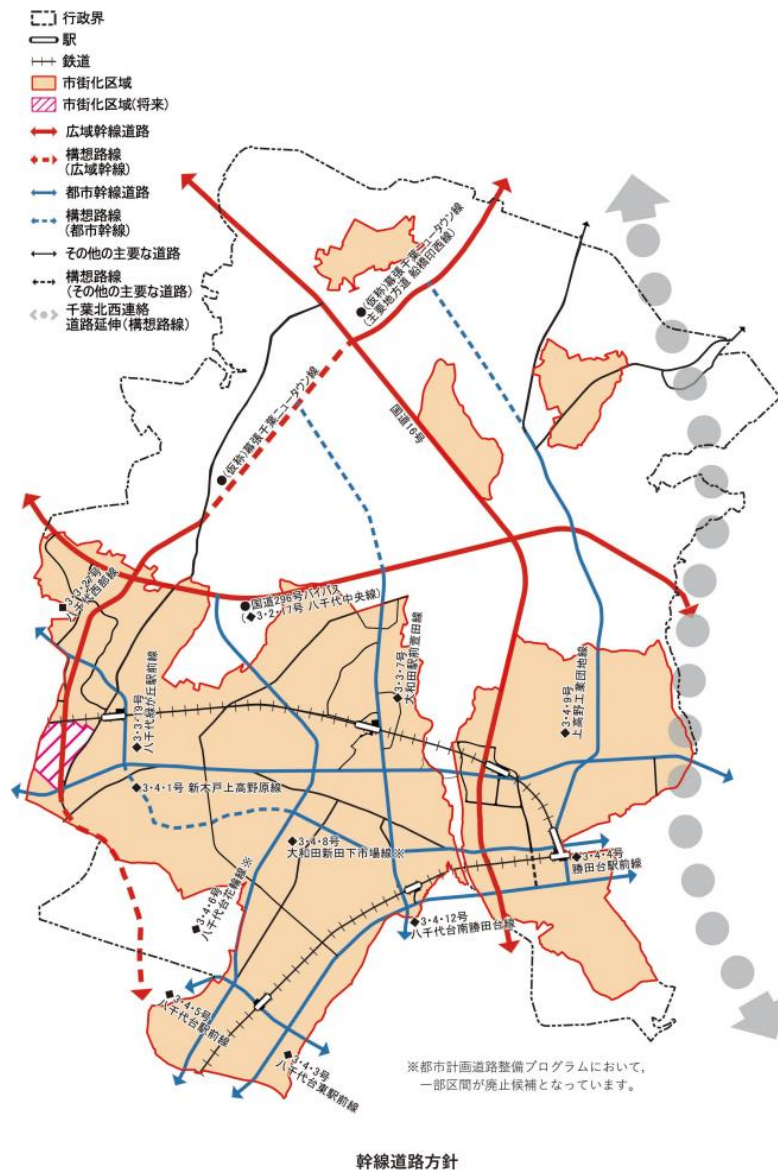 行政界
駅
鉄道
市街化区域
市街化区域(将来)
広域幹線道路
構想路線
(広域幹線)
都市幹線道路
構想路線
(都市幹線)
その他の主要な道路
構想路線
(その他の主要な道路)
千葉北西連絡
道路延伸(構想路線)
●(仮称)幕張千葉ニュータウン線
(主要地方道 船橋印西線)
国道16号
●(仮称)幕張千葉ニュータウン線
■3・3・27号
八千代西部線
●国道296号バイパス
(◆3・2・17号 八千代中央線)
◆3・3・7号
大和田駅前萱田線
◆3・3・19号
八千代緑が丘駅前線
◆3・4・9号
上高野工業団地線
◆3・4・1号 新木戸上高野原線
◆3・4・8号
大和田新田下市場線※
◆3・4・4号
勝田台駅前線
◆3・4・6号
八千代台花輪線※
◆3・4・12号
八千代台南勝田台線
■3・4・5号
八千代台駅前線
◆3・4・3号
八千代台東駅前線
※都市計画道路整備プログラムにおいて,
一部区間が廃止候補となっています。
幹線道路方針